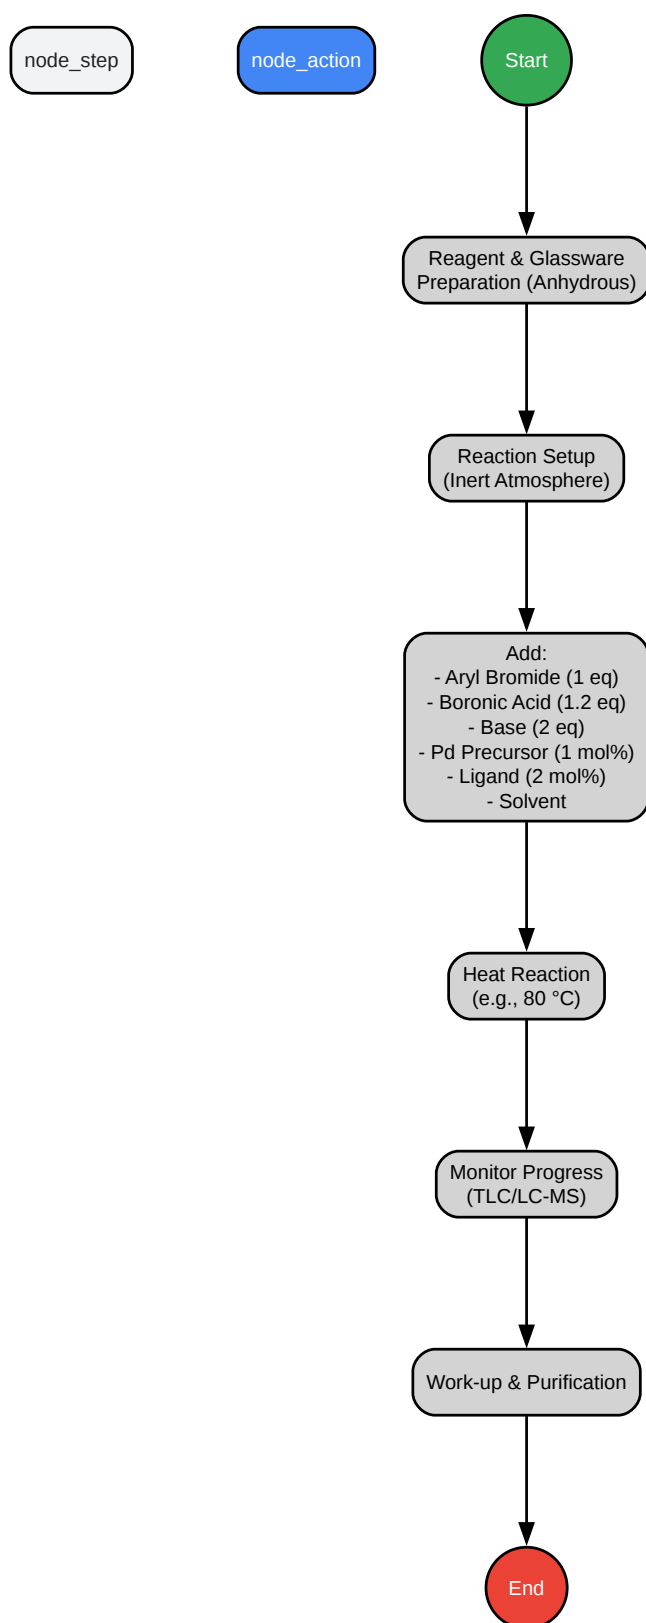 node_step
node_action
Start
Reagent & Glassware
Preparation (Anhydrous)
Reaction Setup
(Inert Atmosphere)
Add:
- Aryl Bromide (1 eq)
- Boronic Acid (1.2 eq)
- Base (2 eq)
- Pd Precursor (1 mol%)
- Ligand (2 mol%)
- Solvent
Heat Reaction
(e.g., 80 °C)
Monitor Progress
(TLC/LC-MS)
Work-up & Purification
End